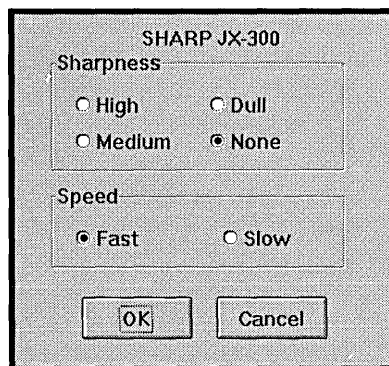 SHARP JX-300
Sharpness
High Dull
Medium None
Speed
Fast Slow
OK Cancel